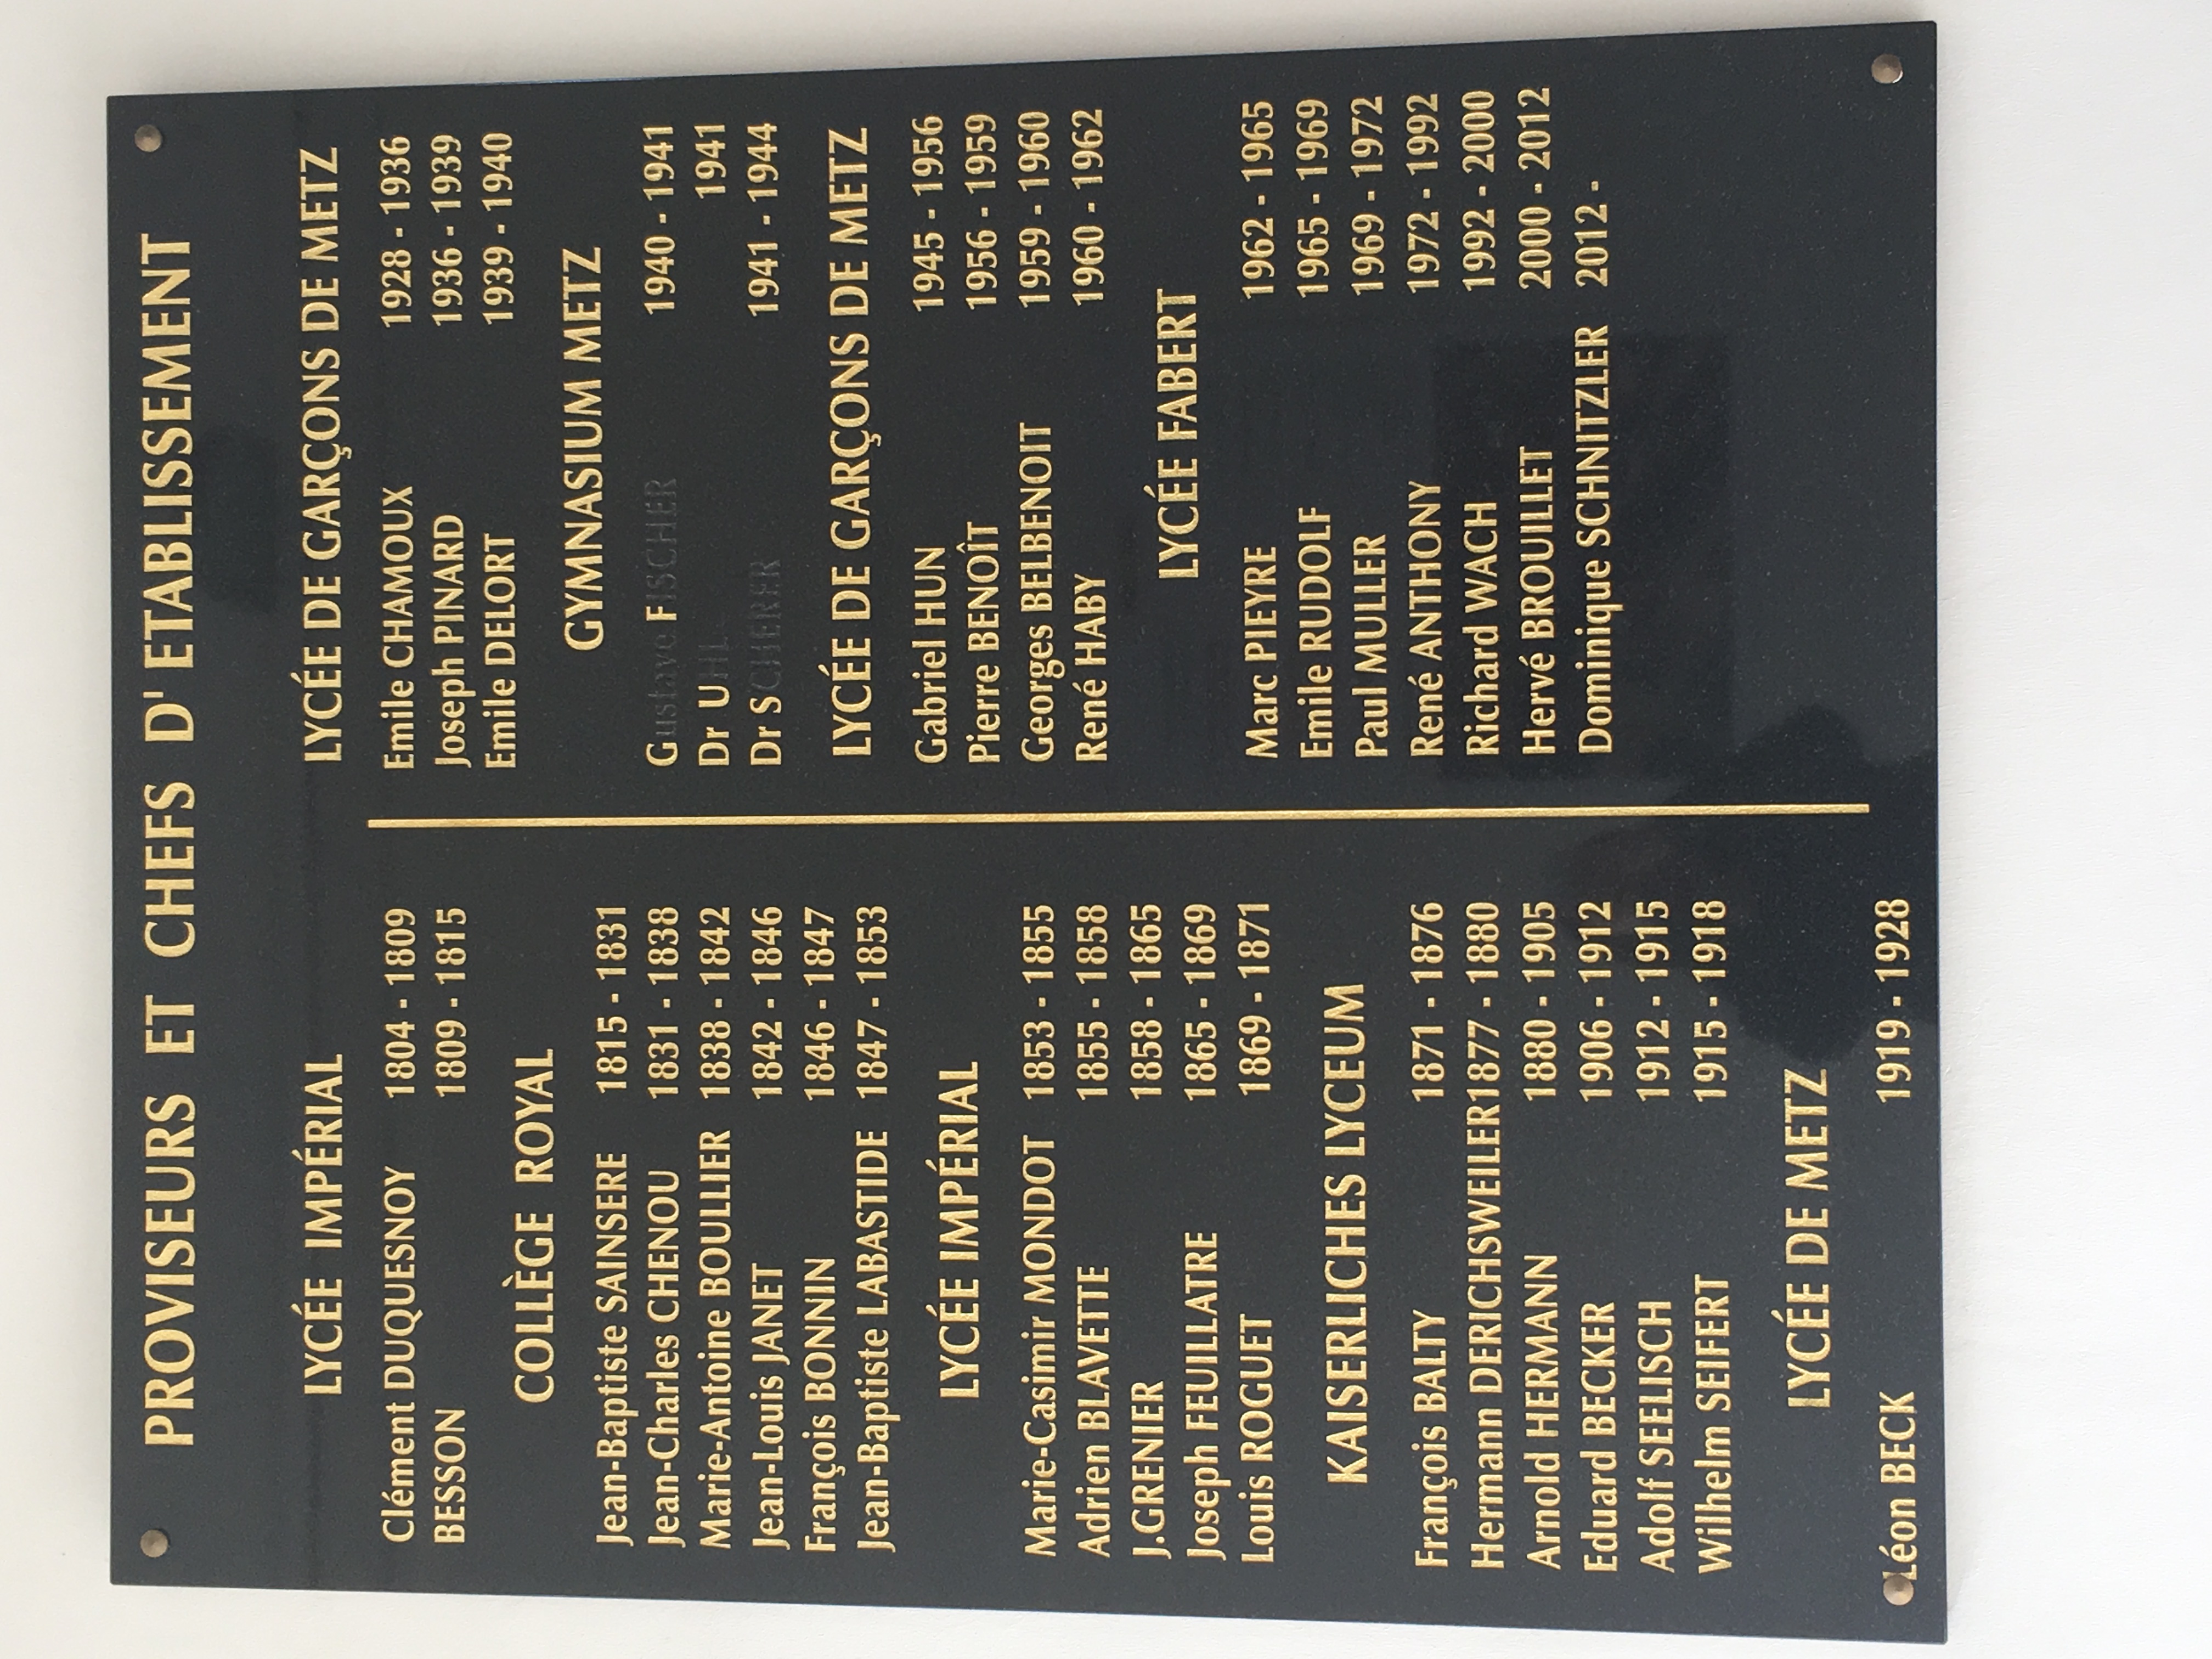 PROVISEURS ET CHEFS D' ETABLISSEMENT
LYCÉE IMPÉRIAL
Clément DUQUESNOY 1804 - 1809
BESSON 1809 - 1815
COLLÈGE ROYAL
Jean-Baptiste SAINSERE 1815 - 1831
Jean-Charles CHENOU 1831 - 1838
Marie-Antoine BOULLIER 1838 - 1842
Jean-Louis JANET 1842 - 1846
François BONNIN 1846 - 1847
Jean-Baptiste LABASTIDE 1847 - 1853
LYCÉE IMPÉRIAL
Marie-Casimir MONDOT 1853 - 1855
Adrien BLAVETTE 1855 - 1858
J.GRENIER 1858 - 1865
Joseph FEUILLATRE 1865 - 1869
Louis ROGUET 1869 - 1871
KAISERLICHES LYCEUM
François BALTY 1871 - 1876
Hermann DERICHSWEILER 1877 - 1880
Arnold HERMANN 1880 - 1905
Eduard BECKER 1906 - 1912
Adolf SEELISCH 1912 - 1915
Wilhelm SEIFERT 1915 - 1918
LYCÉE DE METZ
Léon BECK 1919 - 1928
LYCÉE DE GARÇONS DE METZ
Emile CHAMOUX 1928 - 1936
Joseph PINARD 1936 - 1939
Emile DELORT 1939 - 1940
GYMNASIUM METZ
Gustave FISCHER 1940 - 1941
Dr UHL 1941
Dr SCHERER 1941 - 1944
LYCÉE DE GARÇONS DE METZ
Gabriel HUN 1945 - 1956
Pierre BENOÎT 1956 - 1959
Georges BELBENOIT 1959 - 1960
René HABY 1960 - 1962
LYCÉE FABERT
Marc PIEYRE 1962 - 1965
Emile RUDOLF 1965 - 1969
Paul MULLER 1969 - 1972
René ANTHONY 1972 - 1992
Richard WACH 1992 - 2000
Hervé BROUILLET 2000 - 2012
Dominique SCHNITZLER 2012 -